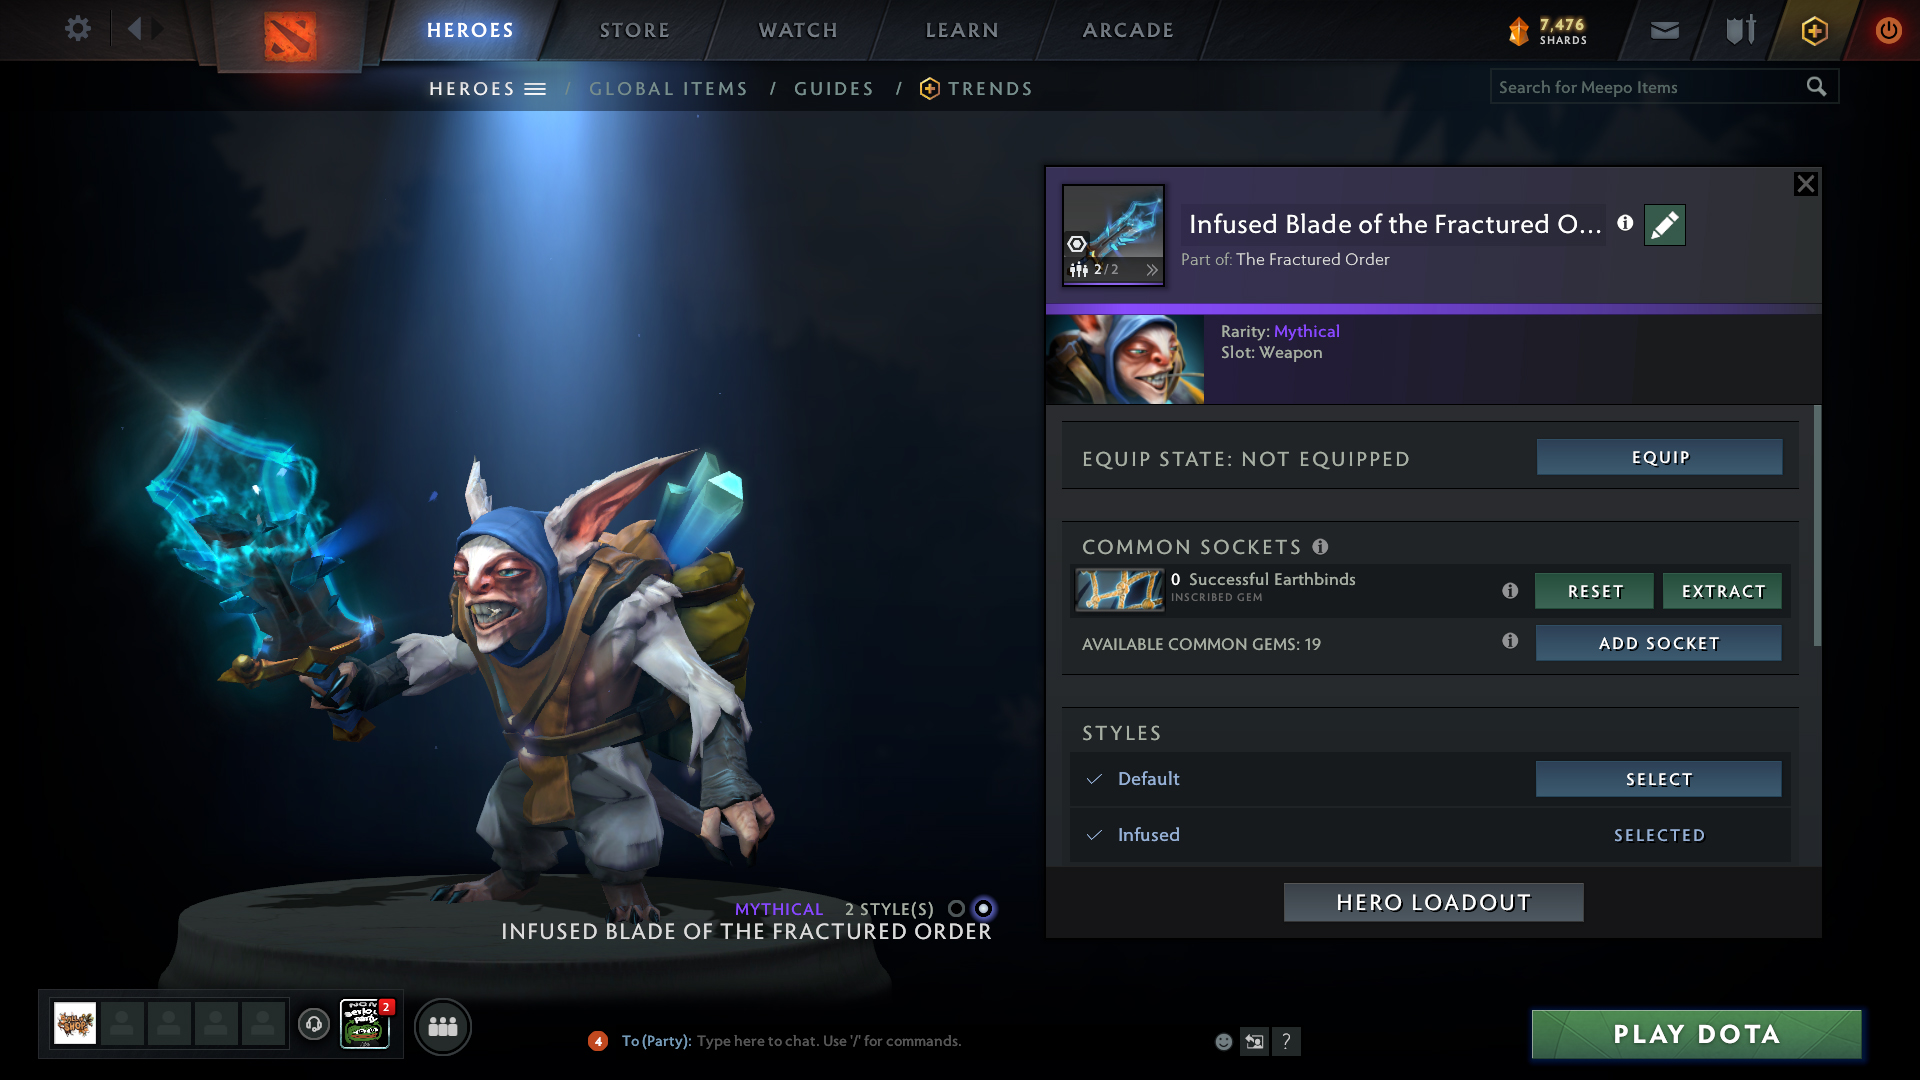 HEROES
STORE
WATCH
LEARN
ARCADE
7,476
SHARDS
HEROES / GLOBAL ITEMS / GUIDES / TRENDS
Search for Meepo Items
Infused Blade of the Fractured O...
Part of: The Fractured Order
2/2
Rarity: Mythical
Slot: Weapon
EQUIP STATE: NOT EQUIPPED
EQUIP
COMMON SOCKETS
0 Successful Earthbinds
INSCRIBED GEM
RESET
EXTRACT
AVAILABLE COMMON GEMS: 19
ADD SOCKET
STYLES
Default
SELECT
Infused
SELECTED
HERO LOADOUT
MYTHICAL 2 STYLE(S)
INFUSED BLADE OF THE FRACTURED ORDER
2
4
To (Party): Type here to chat. Use '/' for commands.
?
PLAY DOTA